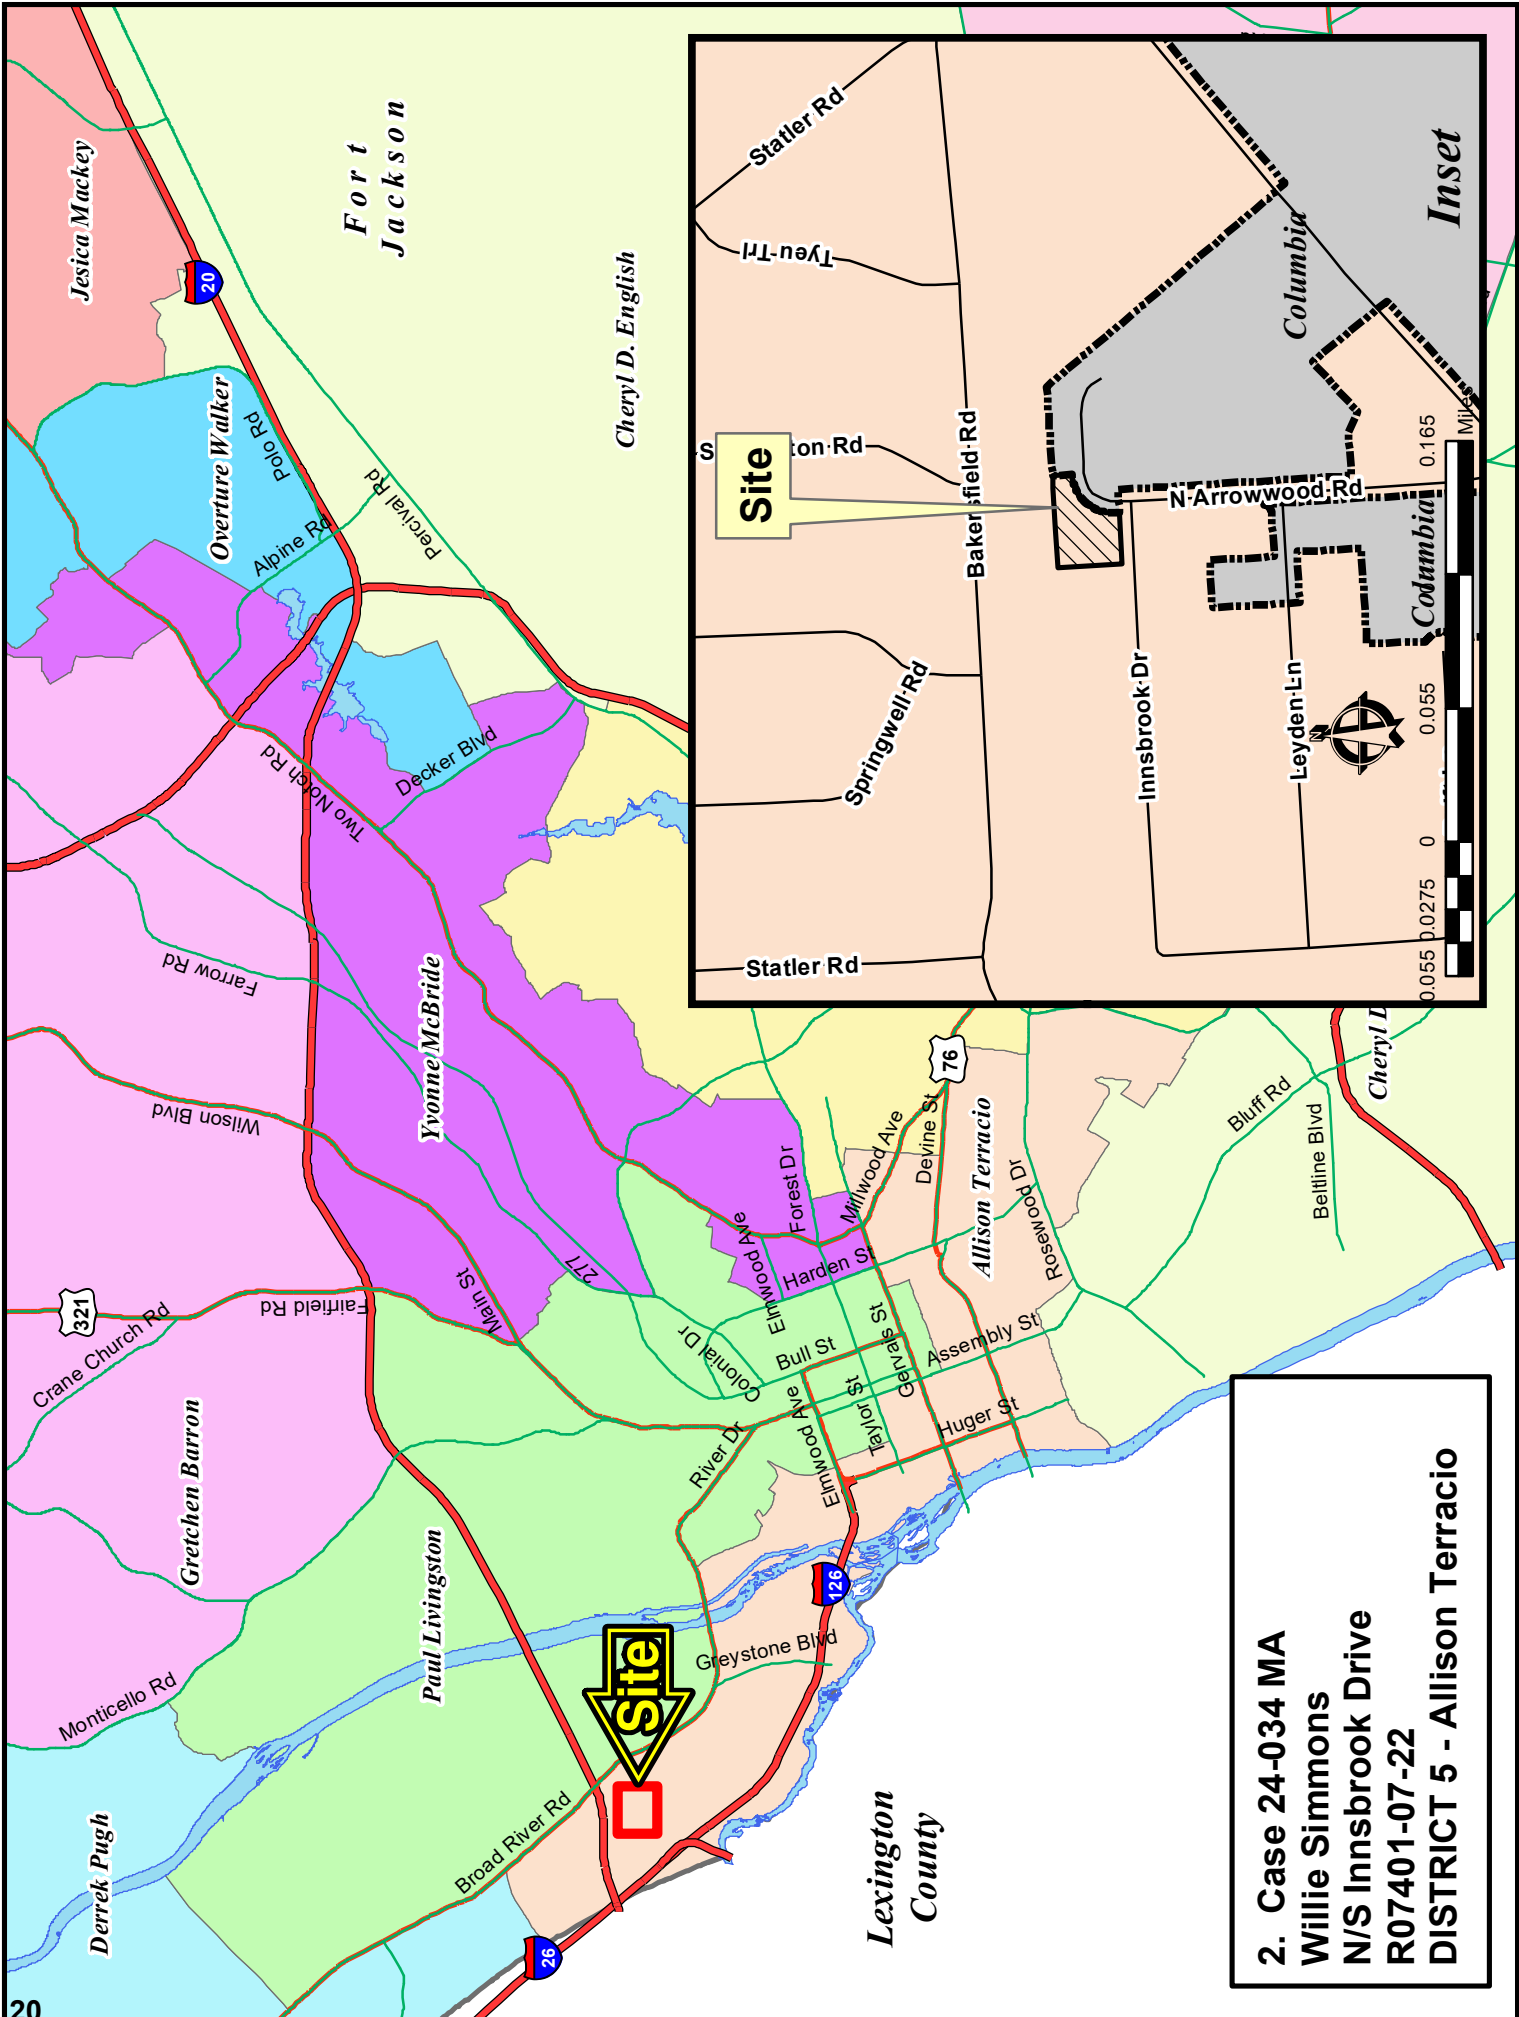 20
Derrek Pugh
Monticello Rd
Gretchen Barron
Crane Church Rd
321
Fairfield Rd
Wilson Blvd
Farrow Rd
Two Notch Rd
Overture Walker
Jesica Mackey
20
Polo Rd
Alpine Rd
Percival Rd
Decker Blvd
Fort
Jackson
Cheryl D. English
Yvonne McBride
Main St
277
Paul Livingston
Broad River Rd
26
Site
Greystone Blvd
126
River Dr
Colonial Dr
Elmwood Ave
Bull St
Elmwood Ave
Taylor St
Gervais St
Huger St
Assembly St
Harden St
Forest Dr
Millwood Ave
Devine St
76
Allison Terracio
Rosewood Dr
Bluff Rd
Beltline Blvd
Cheryl D
Lexington
County
Statler Rd
Springwell Rd
Site
ton Rd
Tyeu Trl
Statler Rd
Bakersfield Rd
Innsbrook Dr
N Arrowwood Rd
Leyden Ln
Columbia
Columbia
N
Inset
0.055 0.0275 0 0.055 0.165
Miles
2. Case 24-034 MA
Willie Simmons
N/S Innsbrook Drive
R07401-07-22
DISTRICT 5 - Allison Terracio